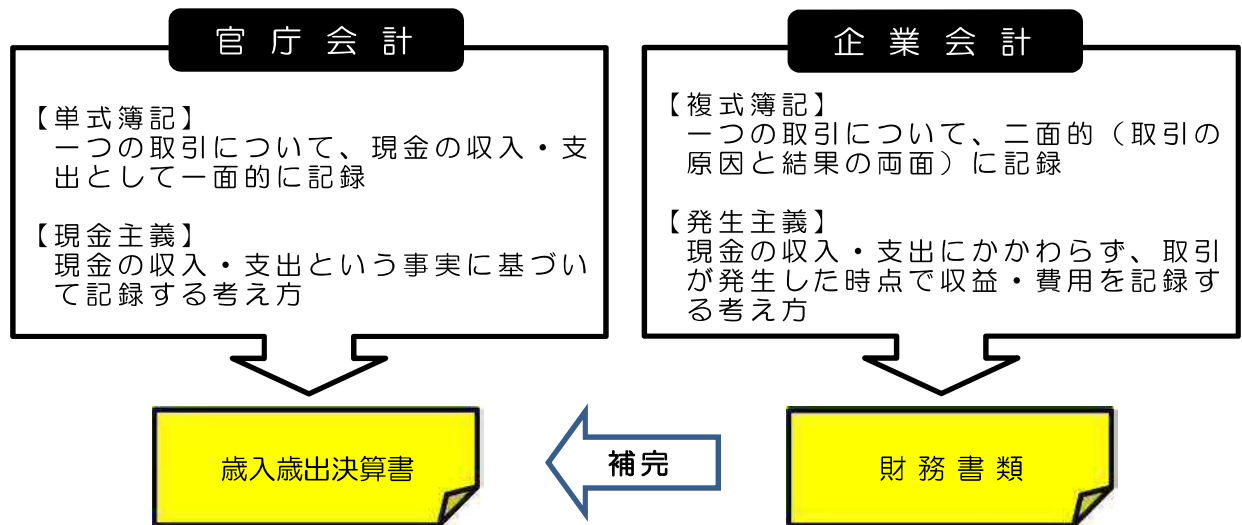 官庁会計
【単式簿記】
一つの取引について、現金の収入・支
出として一面的に記録
【現金主義】
現金の収入・支出という事実に基づい
て記録する考え方
歳入歳出決算書
企業会計
【複式簿記】
一つの取引について、二面的（取引の
原因と結果の両面）に記録
【発生主義】
現金の収入・支出にかかわらず、取引
が発生した時点で収益・費用を記録す
る考え方
補完
財務書類